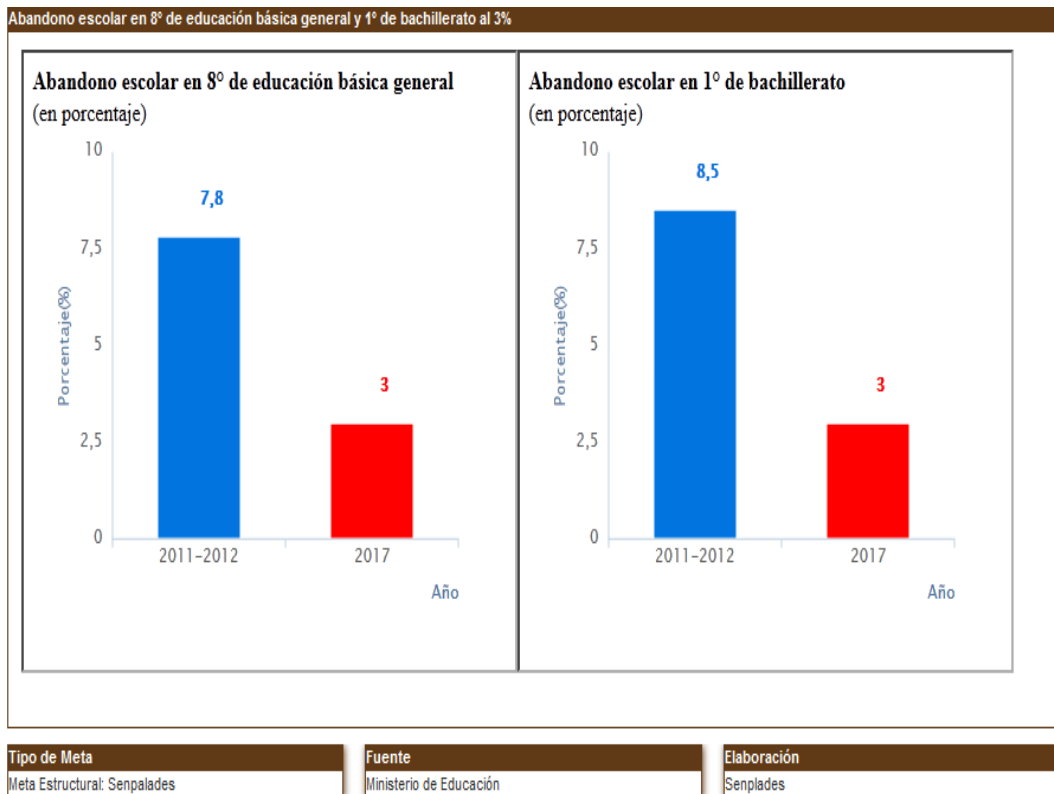 Abandono escolar en 8° de educación básica general y 1° de bachillerato al 3%
Abandono escolar en 8° de educación básica general
(en porcentaje)
10
7,8
7,5
Porcentaje(%)
5
3
2,5
0
2011-2012
2017
Año
Abandono escolar en 1° de bachillerato
(en porcentaje)
10
8,5
7,5
Porcentaje(%)
5
3
2,5
0
2011-2012
2017
Año
Tipo de Meta
Meta Estructural: Senpalades
Fuente
Ministerio de Educación
Elaboración
Senplades